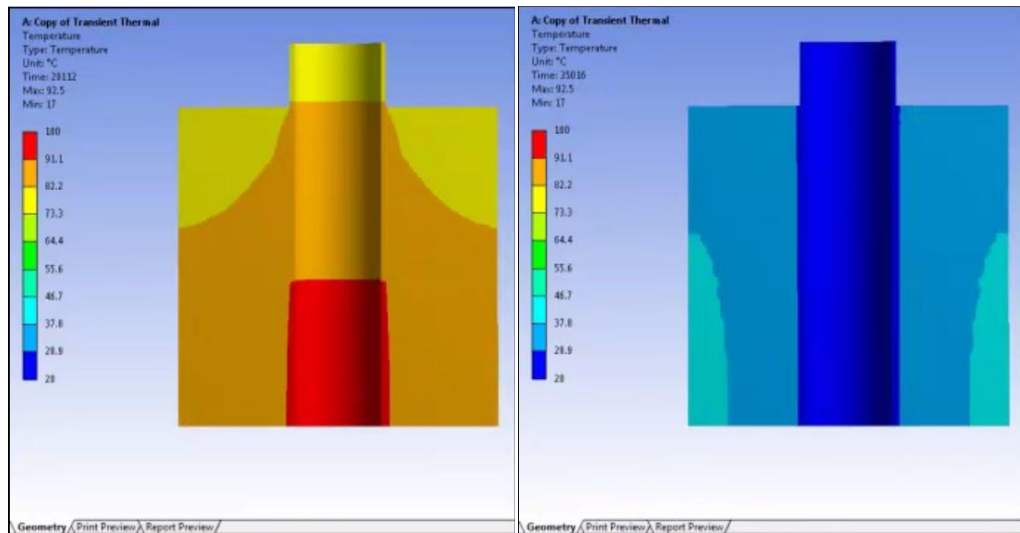 A: Copy of Transient Thermal
Temperature
Type: Temperature
Unit: °C
Time: 20112
Max: 92.5
Min: 17
100
91.1
82.2
73.3
64.4
55.6
46.7
37.8
28.9
20
Geometry Print Preview Report Preview
A: Copy of Transient Thermal
Temperature
Type: Temperature
Unit: °C
Time: 35016
Max: 92.5
Min: 17
100
91.1
82.2
73.3
64.4
55.6
46.7
37.8
28.9
20
Geometry Print Preview Report Preview